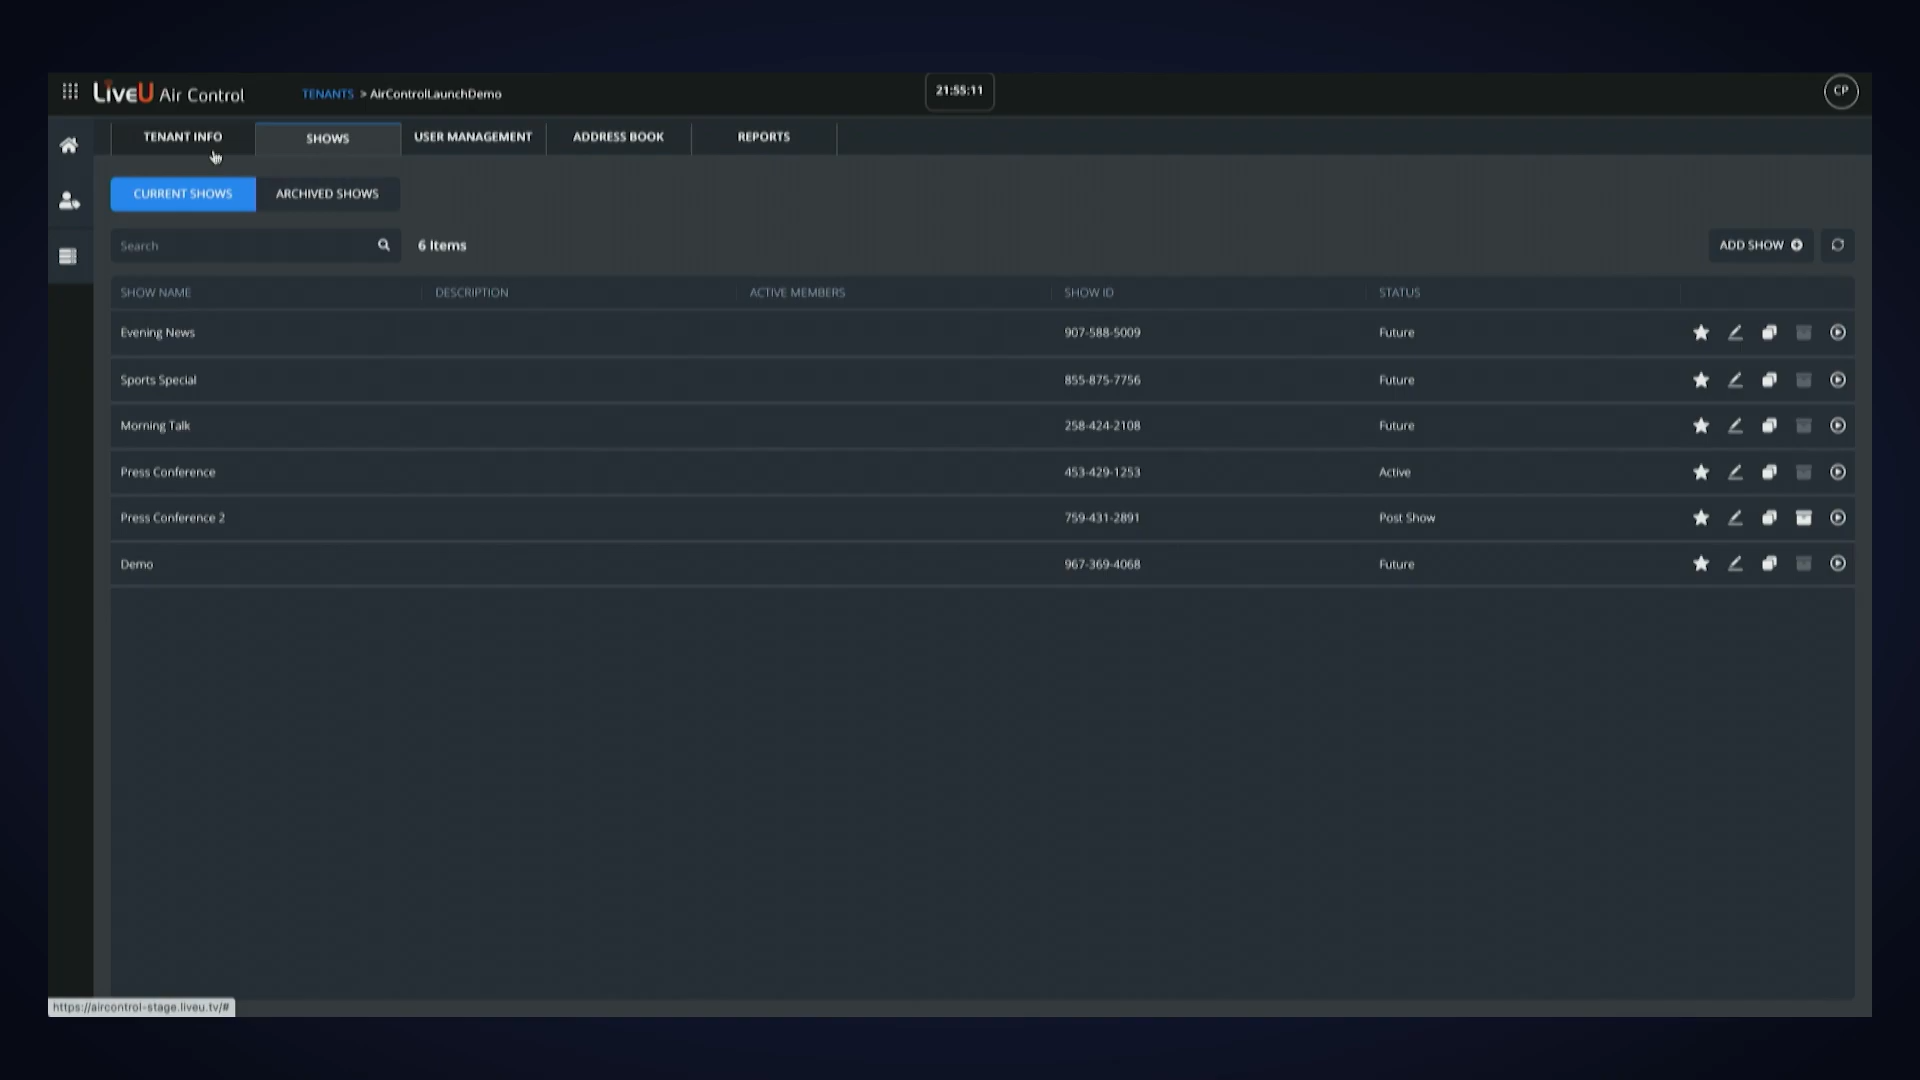 LiveU Air Control
TENANTS > AirControlLaunchDemo
21:55:11
CP
TENANT INFO
SHOWS
USER MANAGEMENT
ADDRESS BOOK
REPORTS
CURRENT SHOWS
ARCHIVED SHOWS
Search
6 Items
ADD SHOW
SHOW NAME DESCRIPTION ACTIVE MEMBERS SHOW ID STATUS
Evening News 907-588-5009 Future
Sports Special 855-875-7756 Future
Morning Talk 258-424-2108 Future
Press Conference 453-429-1253 Active
Press Conference 2 759-431-2891 Post Show
Demo 967-369-4068 Future
https://aircontrol-stage.liveu.tv/#